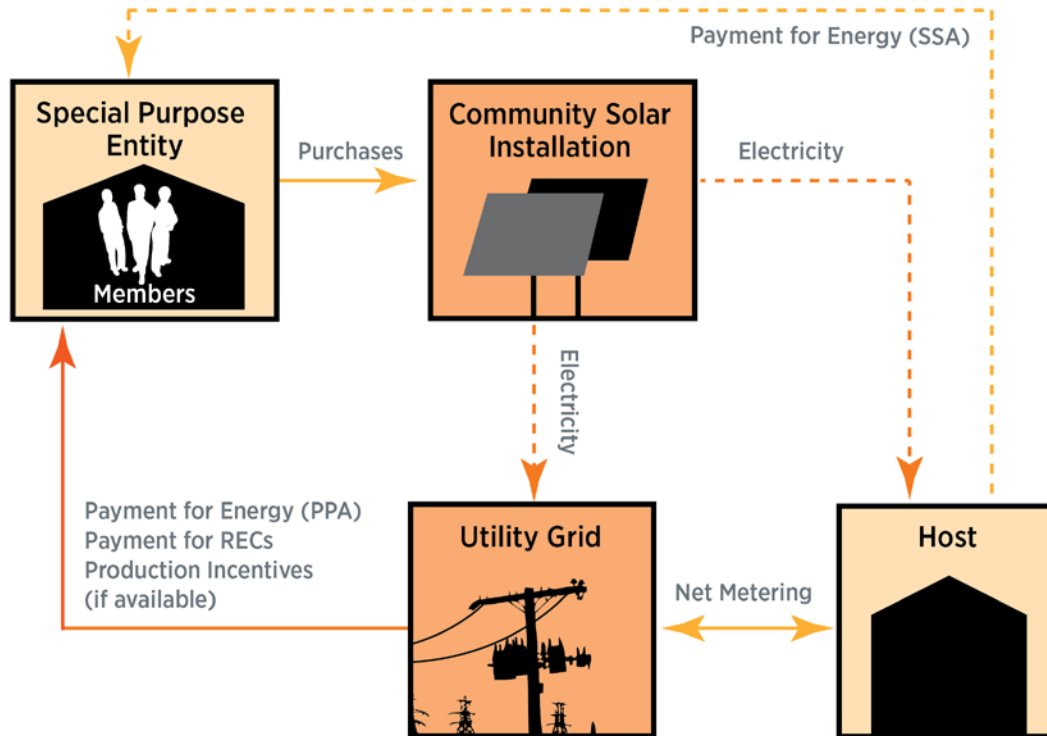 Payment for Energy (SSA)
Special Purpose
Entity
Members
Purchases
Community Solar
Installation
Electricity
Electricity
Payment for Energy (PPA)
Payment for RECs
Production Incentives
(if available)
Utility Grid
Net Metering
Host